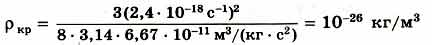 ρкр = 3(2,4 · 10⁻¹⁸ с⁻¹)² / 8 · 3,14 · 6,67 · 10⁻¹¹ м³/(кг · с²) = 10⁻²⁶ кг/м³